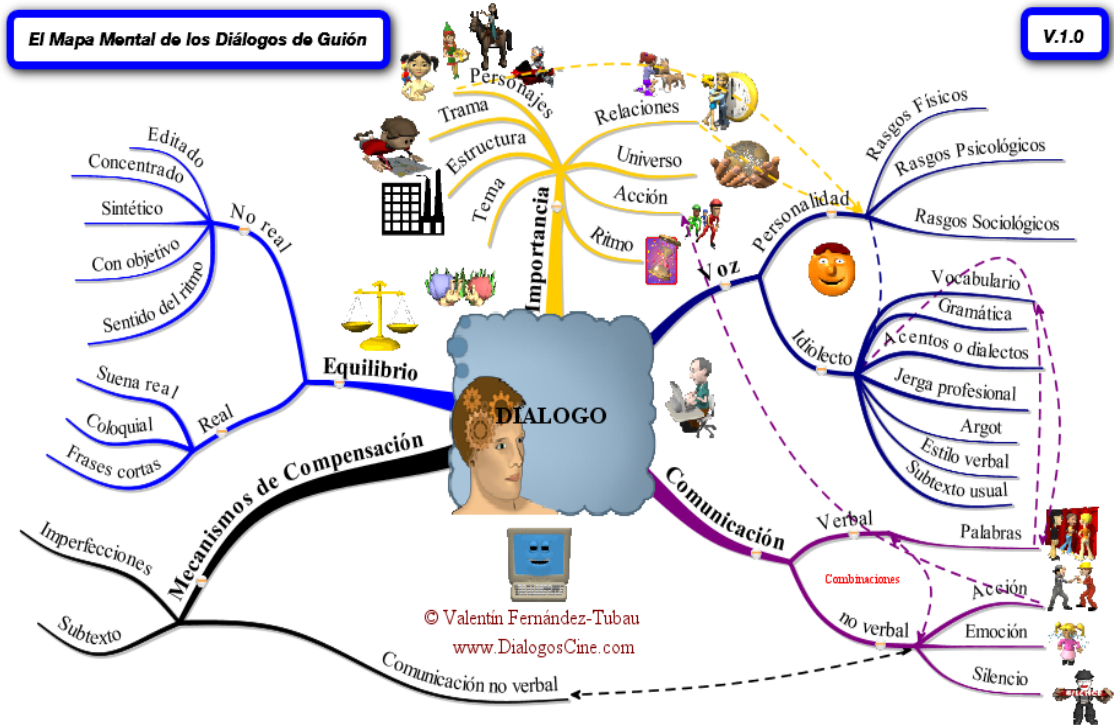 El Mapa Mental de los Diálogos de Guión
V.1.0
DIALOGO
Importancia
Personajes
Trama
Estructura
Tema
Relaciones
Universo
Acción
Ritmo
Voz
Personalidad
Rasgos Físicos
Rasgos Psicológicos
Rasgos Sociológicos
Idiolecto
Vocabulario
Gramática
Acentos o dialectos
Jerga profesional
Argot
Estilo verbal
Subtexto usual
Comunicación
Verbal
Palabras
Combinaciones
no verbal
Acción
Emoción
Silencio
Equilibrio
No real
Editado
Concentrado
Sintético
Con objetivo
Sentido del ritmo
Real
Suena real
Coloquial
Frases cortas
Mecanismos de Compensación
Imperfecciones
Subtexto
Comunicación no verbal
© Valentín Fernández-Tubau
www.DialogosCine.com